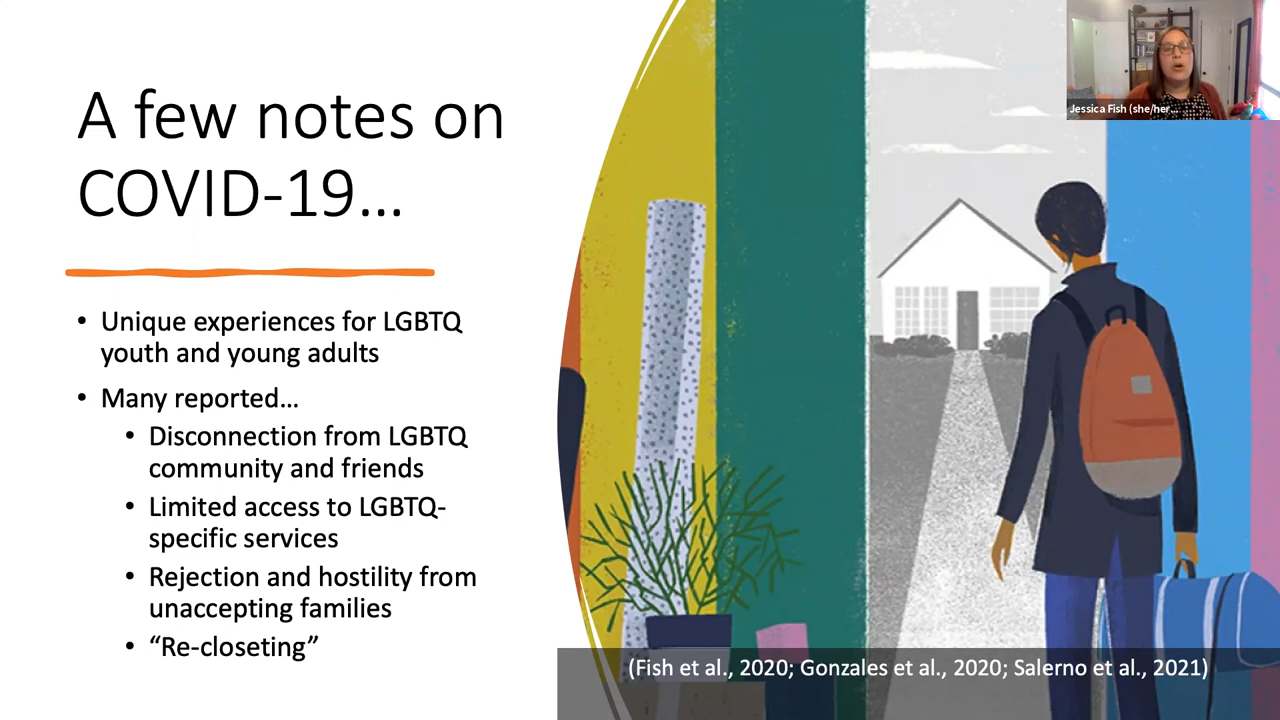 A few notes on
COVID-19...
• Unique experiences for LGBTQ
youth and young adults
• Many reported...
• Disconnection from LGBTQ
community and friends
• Limited access to LGBTQ-
specific services
• Rejection and hostility from
unaccepting families
• “Re-closeting”
Jessica Fish (she/her...
(Fish et al., 2020; Gonzales et al., 2020; Salerno et al., 2021)